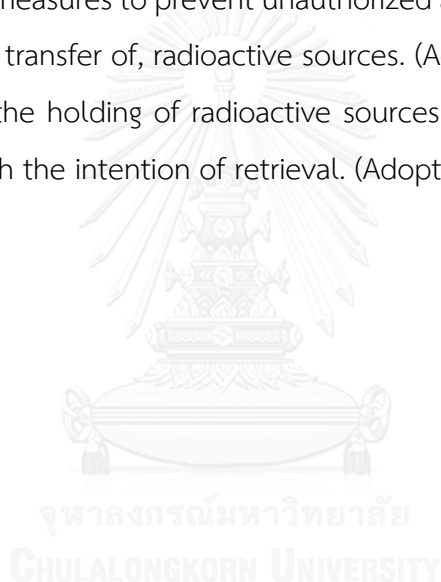 measures to prevent unauthorized a
transfer of, radioactive sources. (A
the holding of radioactive sources
h the intention of retrieval. (Adopt
จุฬาลงกรณ์มหาวิทยาลัย
CHULALONGKORN UNIVERSITY